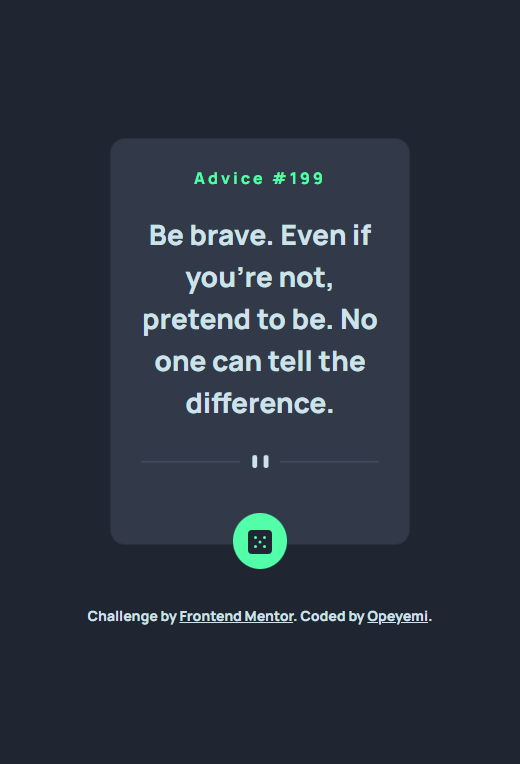 Advice #199
Be brave. Even if
you’re not,
pretend to be. No
one can tell the
difference.
Challenge by Frontend Mentor. Coded by Opeyemi.